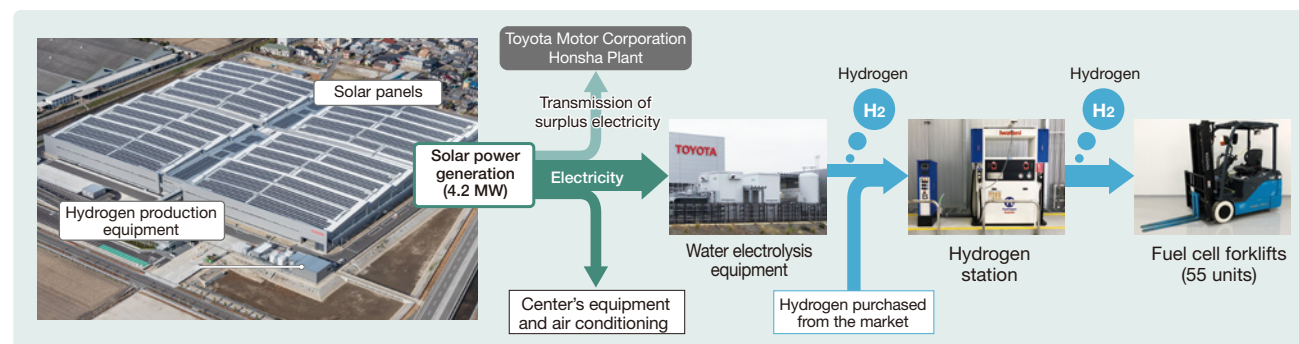 Toyota Motor Corporation
Honsha Plant
Solar panels
Transmission of
surplus electricity
Hydrogen
H2
Hydrogen
H2
TOYOTA
Solar power
generation
(4.2 MW)
Electricity
Hydrogen production
equipment
Water electrolysis
equipment
Hydrogen
station
Fuel cell forklifts
(55 units)
Center's equipment
and air conditioning
Hydrogen purchased
from the market